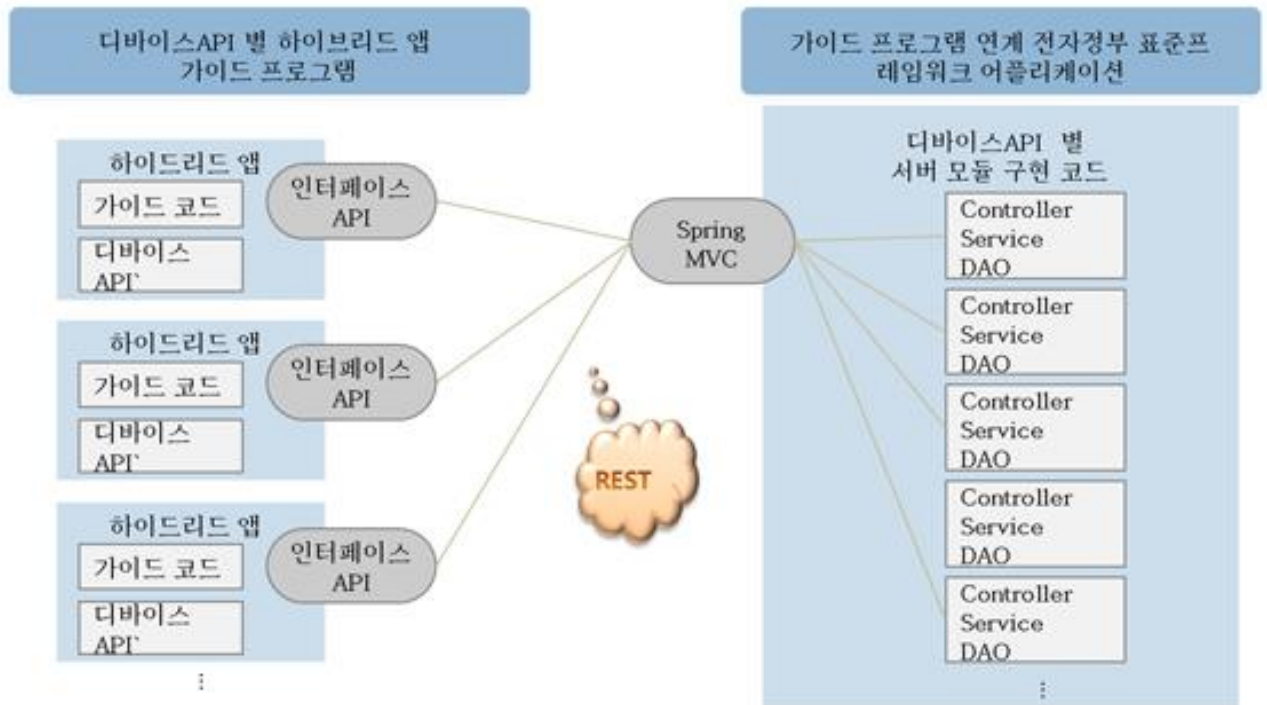 디바이스API 별 하이브리드 앱
가이드 프로그램
가이드 프로그램 연계 전자정부 표준프
레임워크 어플리케이션
하이드리드 앱
가이드 코드
디바이스
API`
인터페이스
API
하이드리드 앱
가이드 코드
디바이스
API`
인터페이스
API
하이드리드 앱
가이드 코드
디바이스
API`
인터페이스
API
⋮
Spring
MVC
REST
디바이스API 별
서버 모듈 구현 코드
Controller
Service
DAO
Controller
Service
DAO
Controller
Service
DAO
Controller
Service
DAO
Controller
Service
DAO
⋮